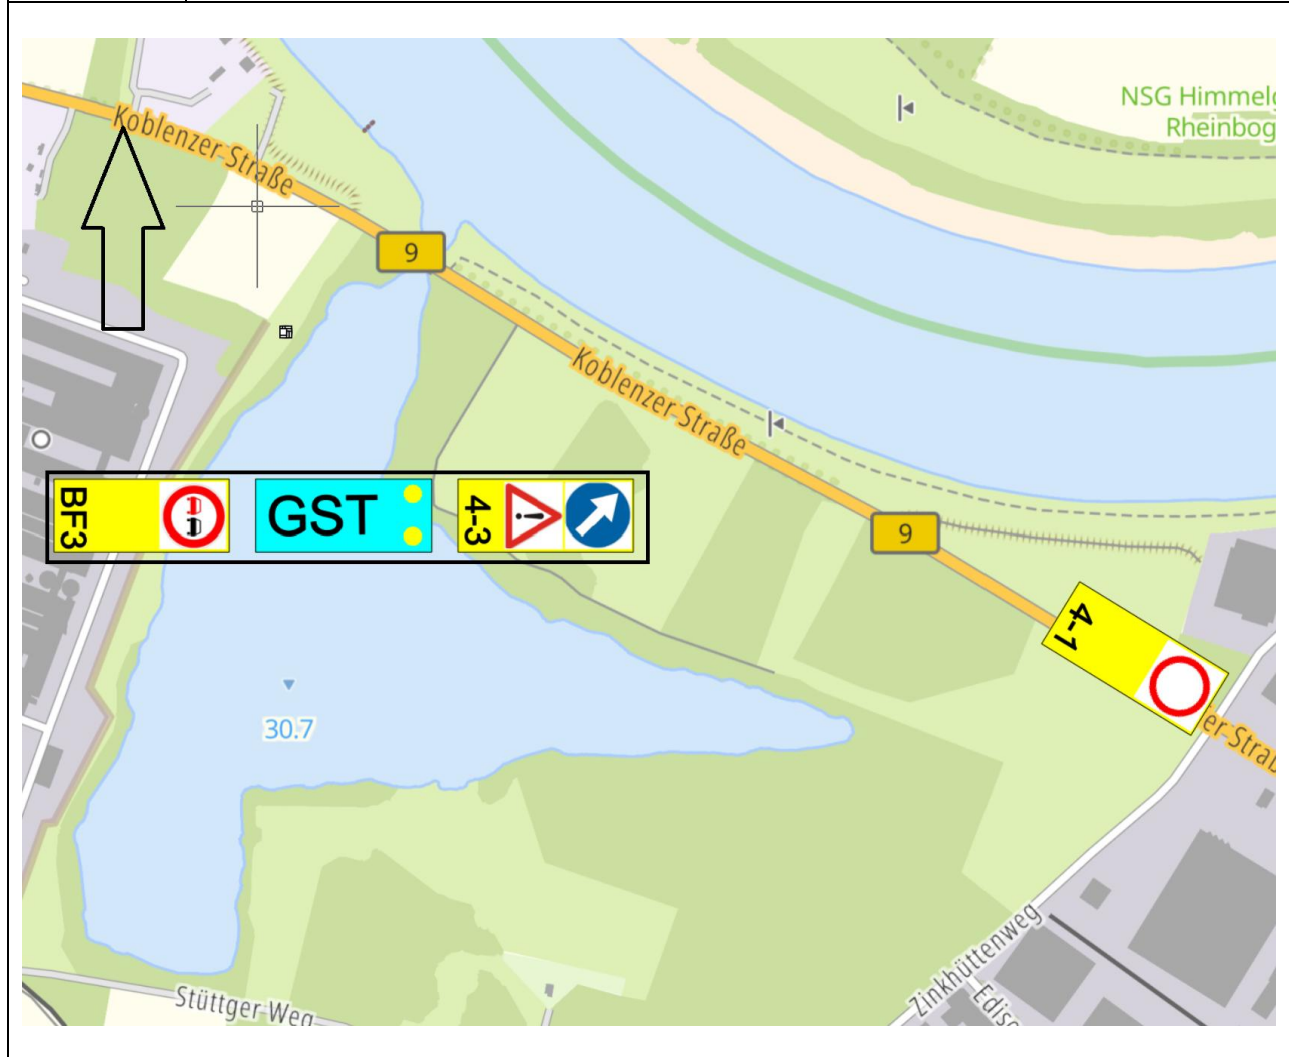 NSG Himmelg
Rheinbog
Koblenzer Straße
9
Koblenzer Straße
BF3
GST
4-3
9
4-1
er-Straß
30.7
Zinkhüttenweg
Ediso
Stüttger Weg